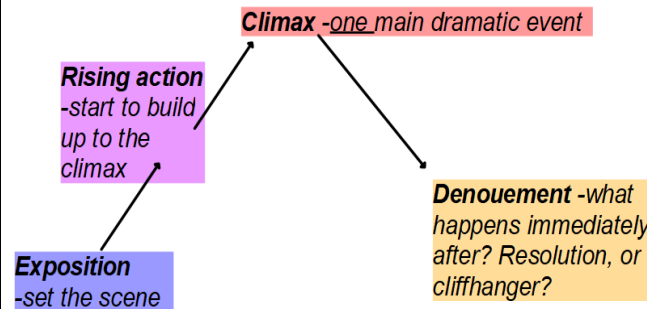 Climax -one main dramatic event
Rising action
-start to build
up to the
climax
Denouement -what
happens immediately
after? Resolution, or
cliffhanger?
Exposition
-set the scene